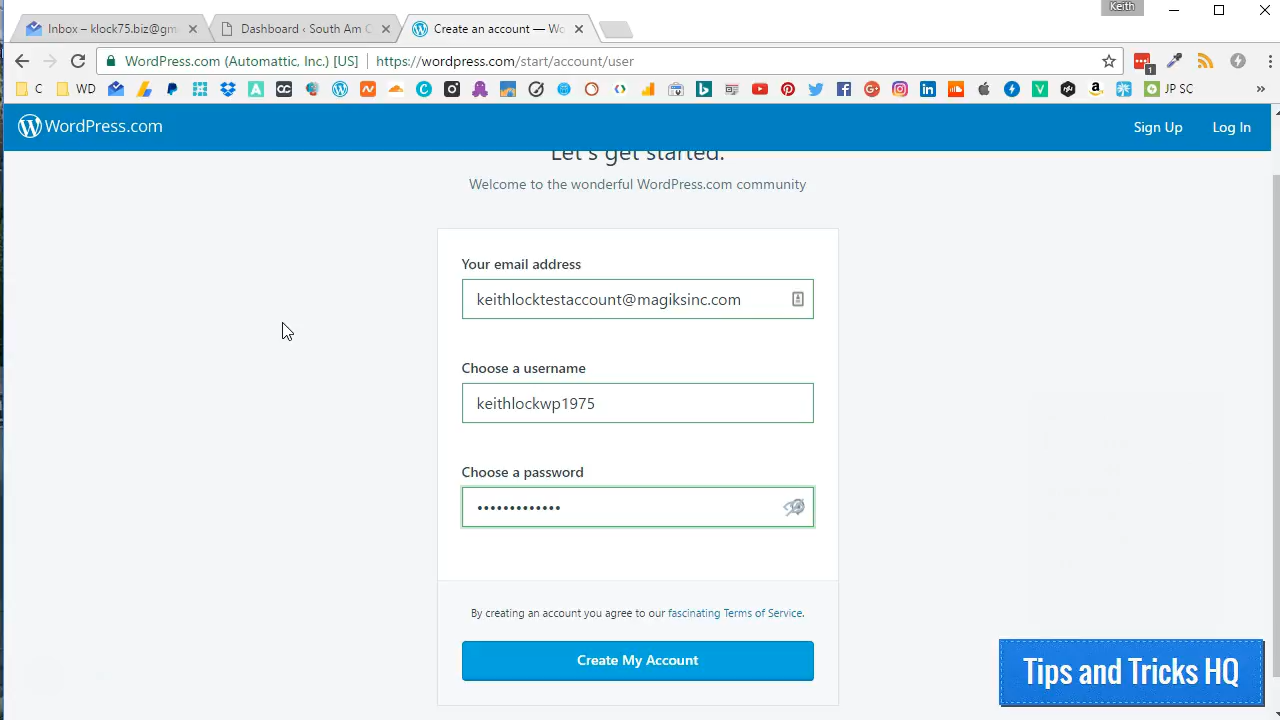 Keith
Inbox – klock75.biz@gm
Dashboard ‹ South Am C
Create an account — Wo
WordPress.com (Automattic, Inc.) [US]
https://wordpress.com/start/account/user
1
C
WD
JP SC
WordPress.com
Sign Up
Log In
Let's get started.
Welcome to the wonderful WordPress.com community
Your email address
keithlocktestaccount@magiksinc.com
Choose a username
keithlockwp1975
Choose a password
•••••••••••••
By creating an account you agree to our fascinating Terms of Service.
Create My Account
Tips and Tricks HQ